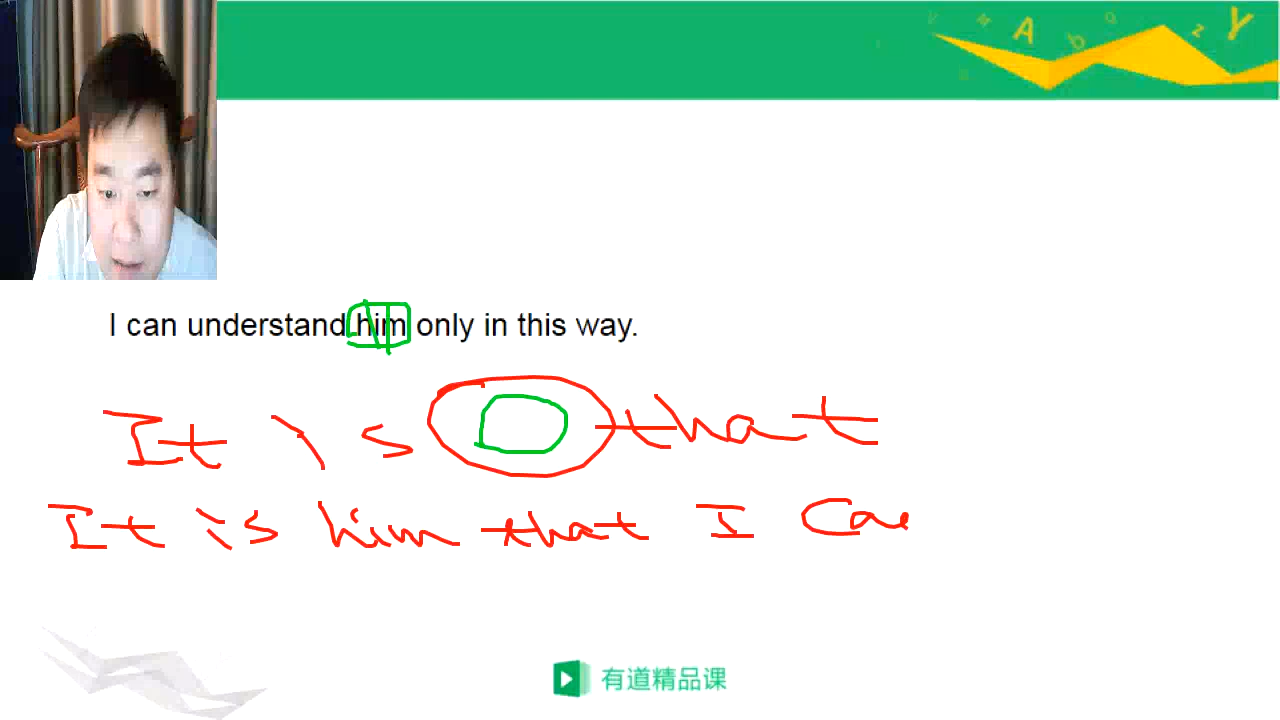 A b a z Y
I can understand him only in this way.
It is that
It is him that I Can
有道精品课